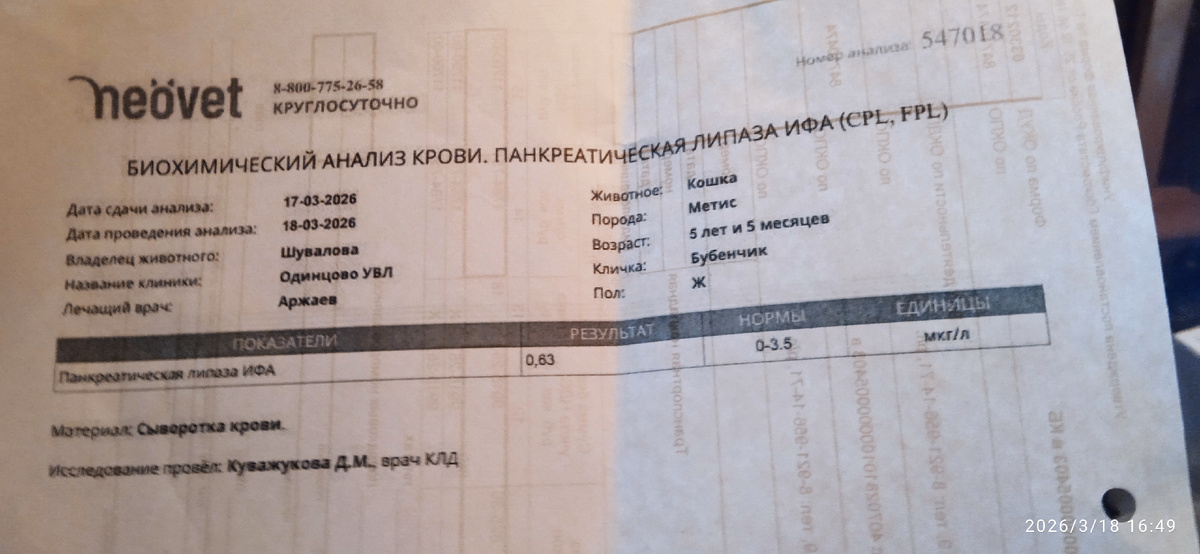 Номер анализа: 547018
neövet
8-800-775-26-58
КРУГЛОСУТОЧНО
БИОХИМИЧЕСКИЙ АНАЛИЗ КРОВИ. ПАНКРЕАТИЧЕСКАЯ ЛИПАЗА ИФА (CPL, FPL)
Дата сдачи анализа: 17-03-2026
Дата проведения анализа: 18-03-2026
Владелец животного: Шувалова
Название клиники: Одинцово УВЛ
Лечащий врач: Аржаев
Животное: Кошка
Порода: Метис
Возраст: 5 лет и 5 месяцев
Кличка: Бубенчик
Пол: Ж
ПОКАЗАТЕЛИ РЕЗУЛЬТАТ НОРМЫ ЕДИНИЦЫ
Панкреатическая липаза ИФА 0,63 0-3.5 мкг/л
Материал: Сыворотка крови.
Исследование провёл: Куважукова Д.М., врач КЛД
2026/3/18 16:49